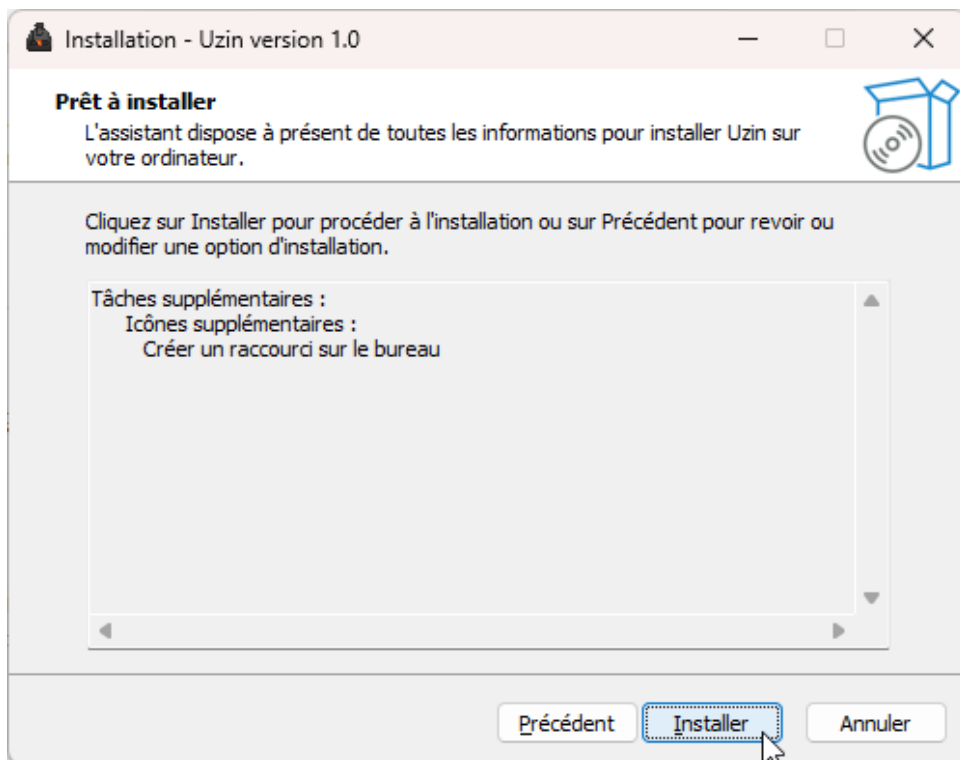 Installation - Uzin version 1.0
Prêt à installer
L'assistant dispose à présent de toutes les informations pour installer Uzin sur
votre ordinateur.
Cliquez sur Installer pour procéder à l'installation ou sur Précédent pour revoir ou
modifier une option d'installation.
Tâches supplémentaires :
Icônes supplémentaires :
Créer un raccourci sur le bureau
Précédent
Installer
Annuler